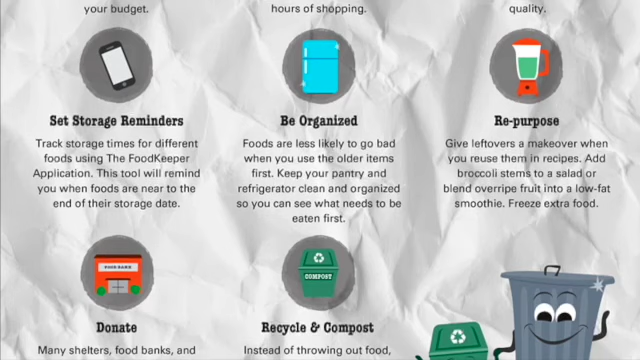 your budget.
hours of shopping.
quality.
Set Storage Reminders
Track storage times for different
foods using The FoodKeeper
Application. This tool will remind
you when foods are near to the
end of their storage date.
Be Organized
Foods are less likely to go bad
when you use the older items
first. Keep your pantry and
refrigerator clean and organized
so you can see what needs to be
eaten first.
Re-purpose
Give leftovers a makeover when
you reuse them in recipes. Add
broccoli stems to a salad or
blend overripe fruit into a low-fat
smoothie. Freeze extra food.
FOOD BANK
Donate
Many shelters, food banks, and
COMPOST
Recycle & Compost
Instead of throwing out food,